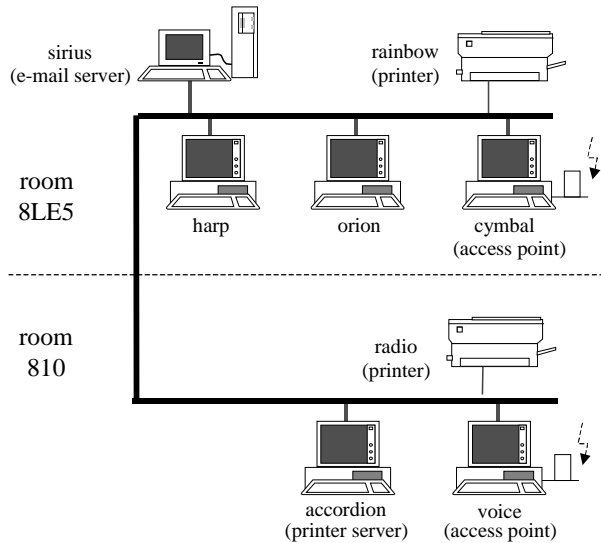 sirius
(e-mail server)
rainbow
(printer)
room
8LE5
harp
orion
cymbal
(access point)
room
810
radio
(printer)
accordion
(printer server)
voice
(access point)